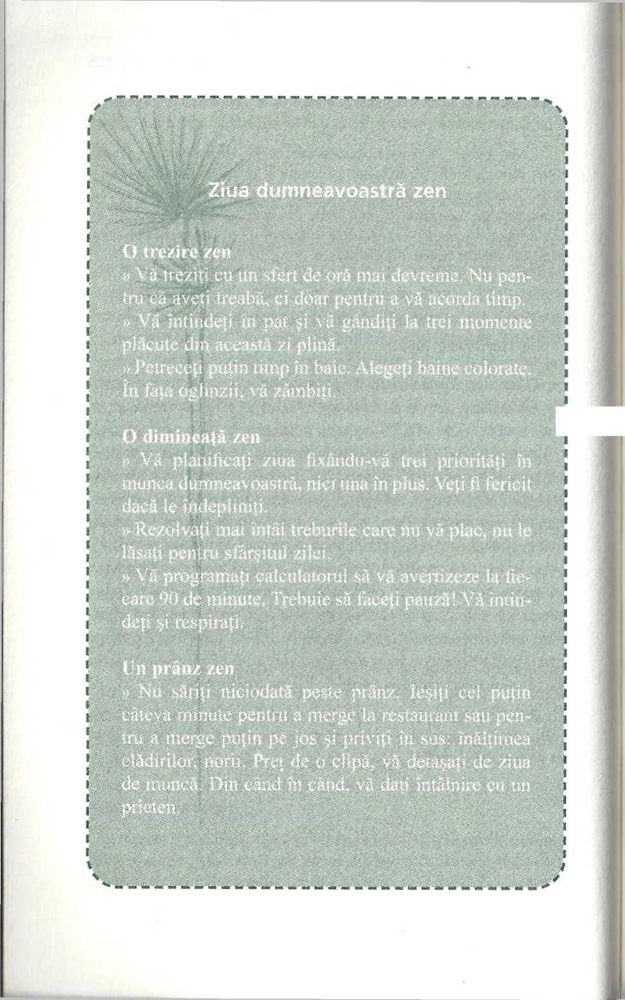 Ziua dumneavoastră zen
O trezire zen
» Vă treziți cu un sfert de oră mai devreme. Nu pen-
tru că aveți treabă, ci doar pentru a vă acorda timp.
» Vă întindeți în pat și vă gândiți la trei momente
plăcute din această zi plină.
» Petreceți puțin timp în baie. Alegeți haine colorate.
În fața oglinzii, vă zâmbiți.
O dimineață zen
» Vă planificați ziua fixându-vă trei priorități în
munca dumneavoastră, nici una în plus. Veți fi fericit
dacă le îndepliniți.
» Rezolvați mai întâi treburile care nu vă plac, nu le
lăsați pentru sfârșitul zilei.
» Vă programați calculatorul să vă avertizeze la fie-
care 90 de minute. Trebuie să faceți pauză! Vă întin-
deți și respirați.
Un prânz zen
» Nu săriți niciodată peste prânz. Ieșiți cel puțin
câteva minute pentru a merge la restaurant sau pen-
tru a merge puțin pe jos și priviți în sus: înălțimea
clădirilor, norii. Preț de o clipă, vă detașați de ziua
de muncă. Din când în când, vă dați întâlnire cu un
prieten.